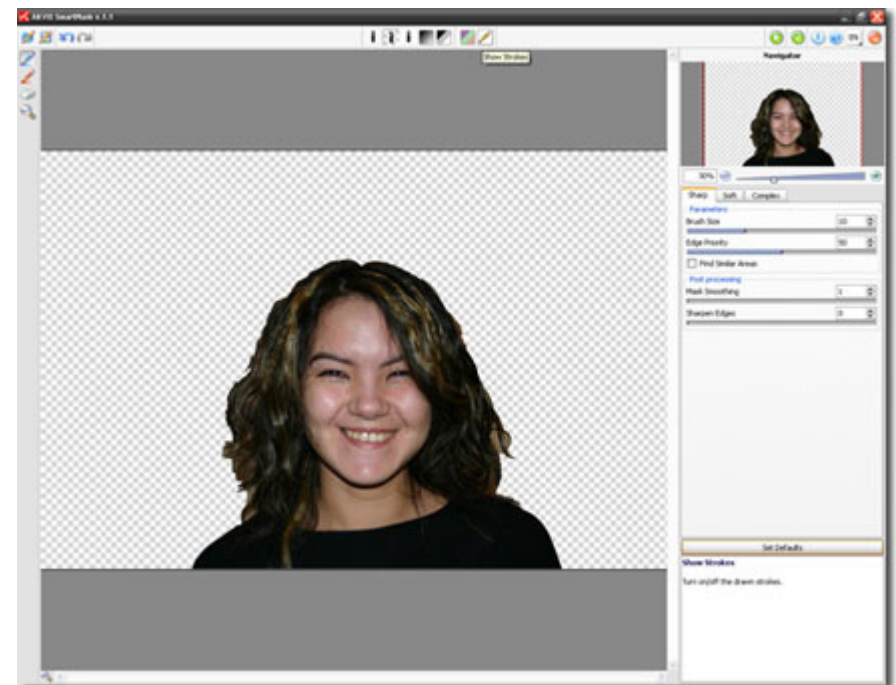 AKVIS SmartMask v.1.1
Show Strokes
EN
Navigator
30%
Sharp Soft Complex
Parameters
Brush Size 10
Edge Priority 50
Find Similar Areas
Post processing
Mask Smoothing 1
Sharpen Edges 0
Set Defaults
Show Strokes
Turn on/off the drawn strokes.